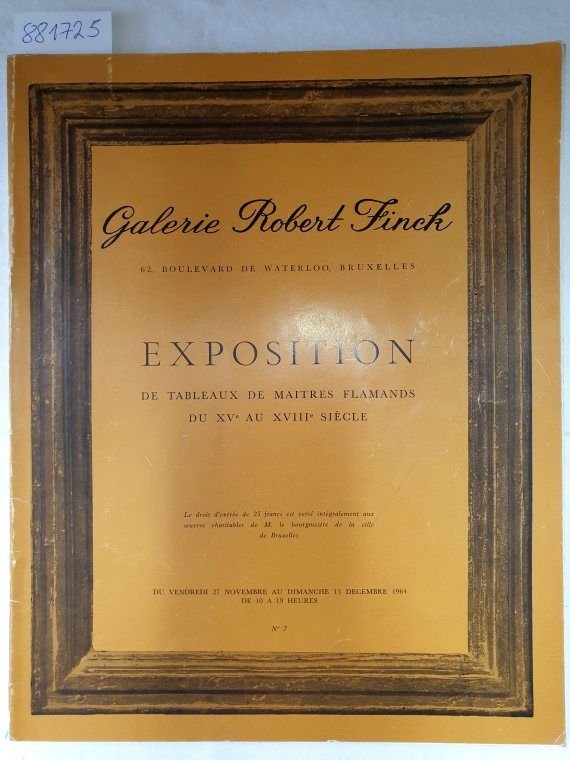 881725
Galerie Robert Finck
62, BOULEVARD DE WATERLOO, BRUXELLES
EXPOSITION
DE TABLEAUX DE MAITRES FLAMANDS
DU XVe AU XVIIIe SIÈCLE
Le droit d'entrée de 25 francs est versé intégralement aux
œuvres charitables de M. le bourgmestre de la ville
de Bruxelles
DU VENDREDI 27 NOVEMBRE AU DIMANCHE 13 DECEMBRE 1964
DE 10 A 19 HEURES
N° 7